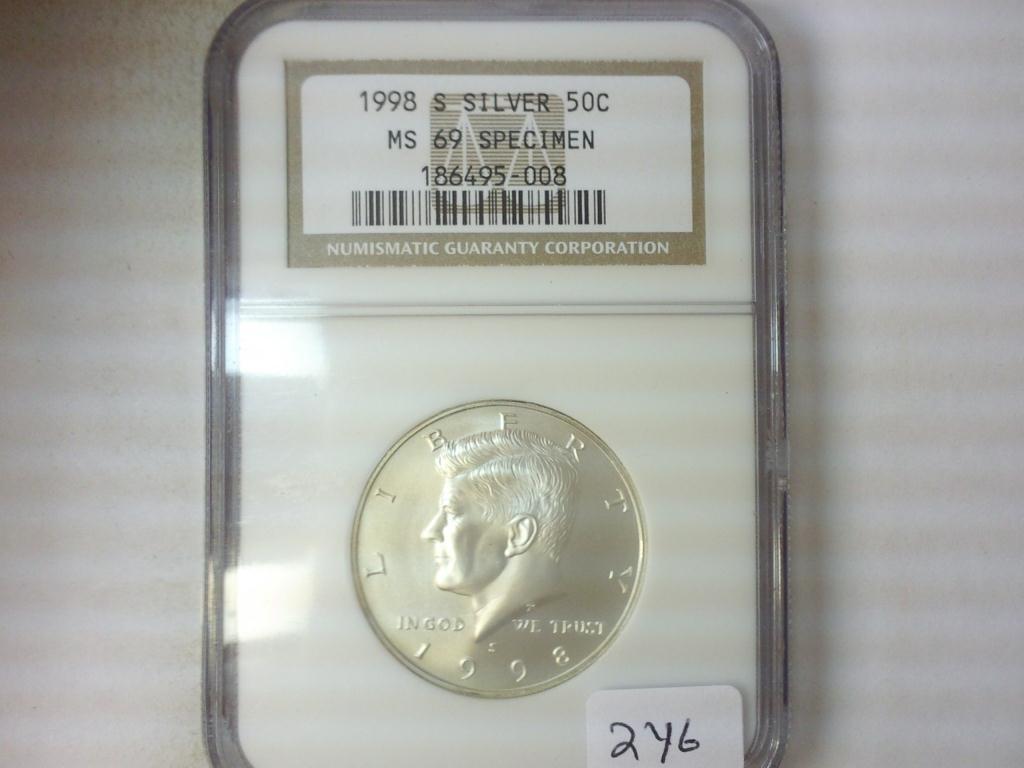 1998 S SILVER 50C
MS 69 SPECIMEN
186495-008
NUMISMATIC GUARANTY CORPORATION
LIBERTY
IN GOD WE TRUST
S
1998
246